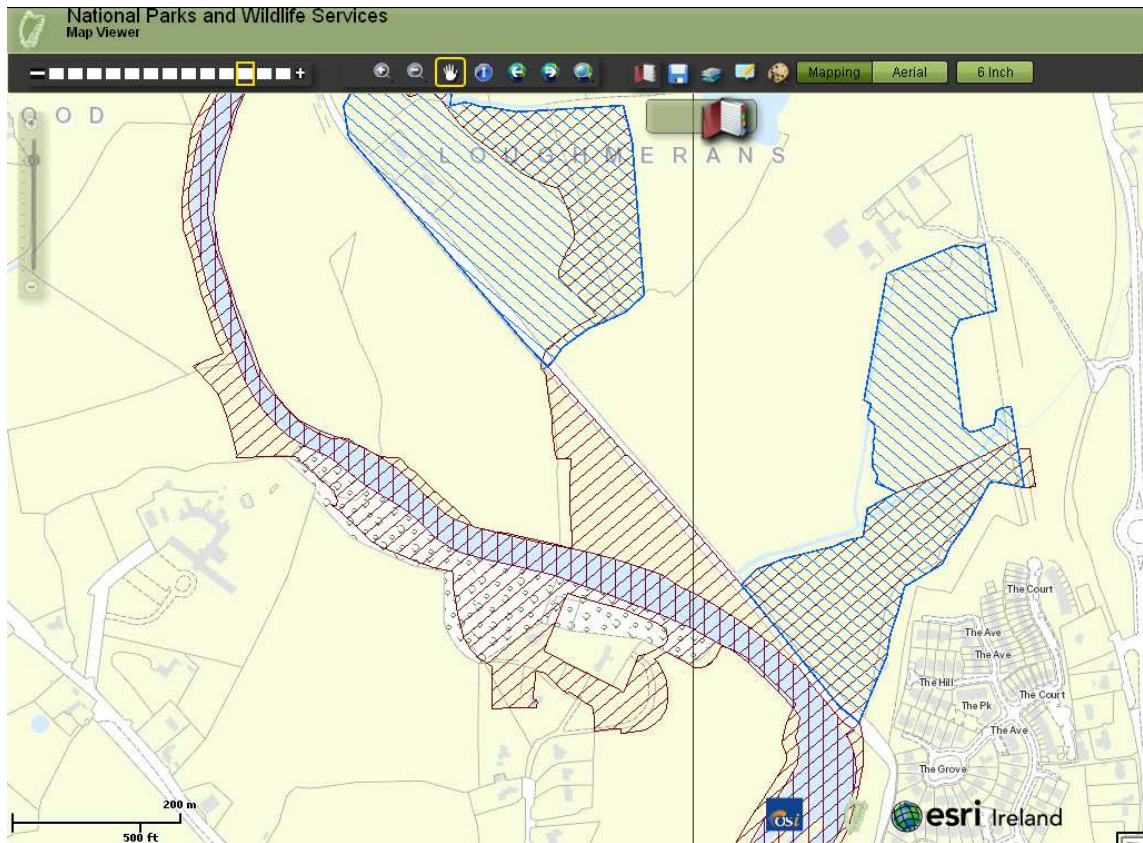 National Parks and Wildlife Services
Map Viewer
Mapping
Aerial
6 Inch
O O D
LOUGHMERANS
The Court
The Ave
The Ave
The Hill
The Court
The Pk
The Ave
The Grove
200 m
500 ft
osi
esri Ireland